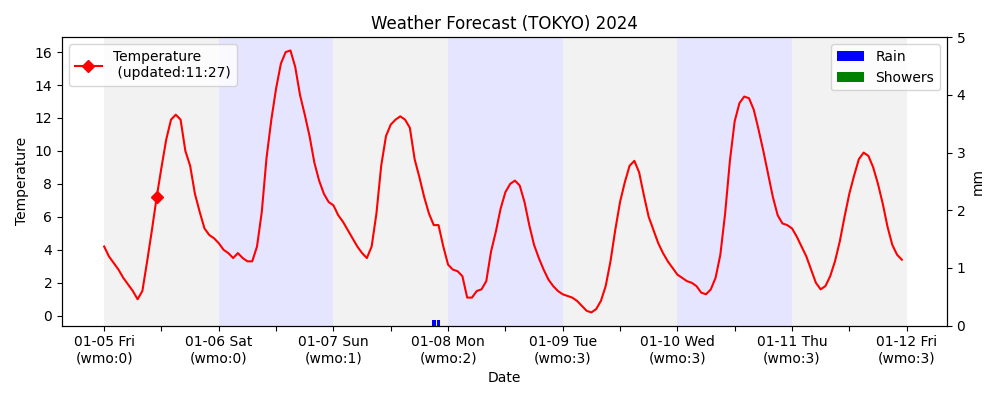 Weather Forecast (TOKYO) 2024
Temperature
(updated:11:27)
Rain
Showers
Temperature
16
14
12
10
8
6
4
2
0
5
4
3
2
1
0
mm
01-05 Fri
(wmo:0)
01-06 Sat
(wmo:0)
01-07 Sun
(wmo:1)
01-08 Mon
(wmo:2)
01-09 Tue
(wmo:3)
01-10 Wed
(wmo:3)
01-11 Thu
(wmo:3)
01-12 Fri
(wmo:3)
Date